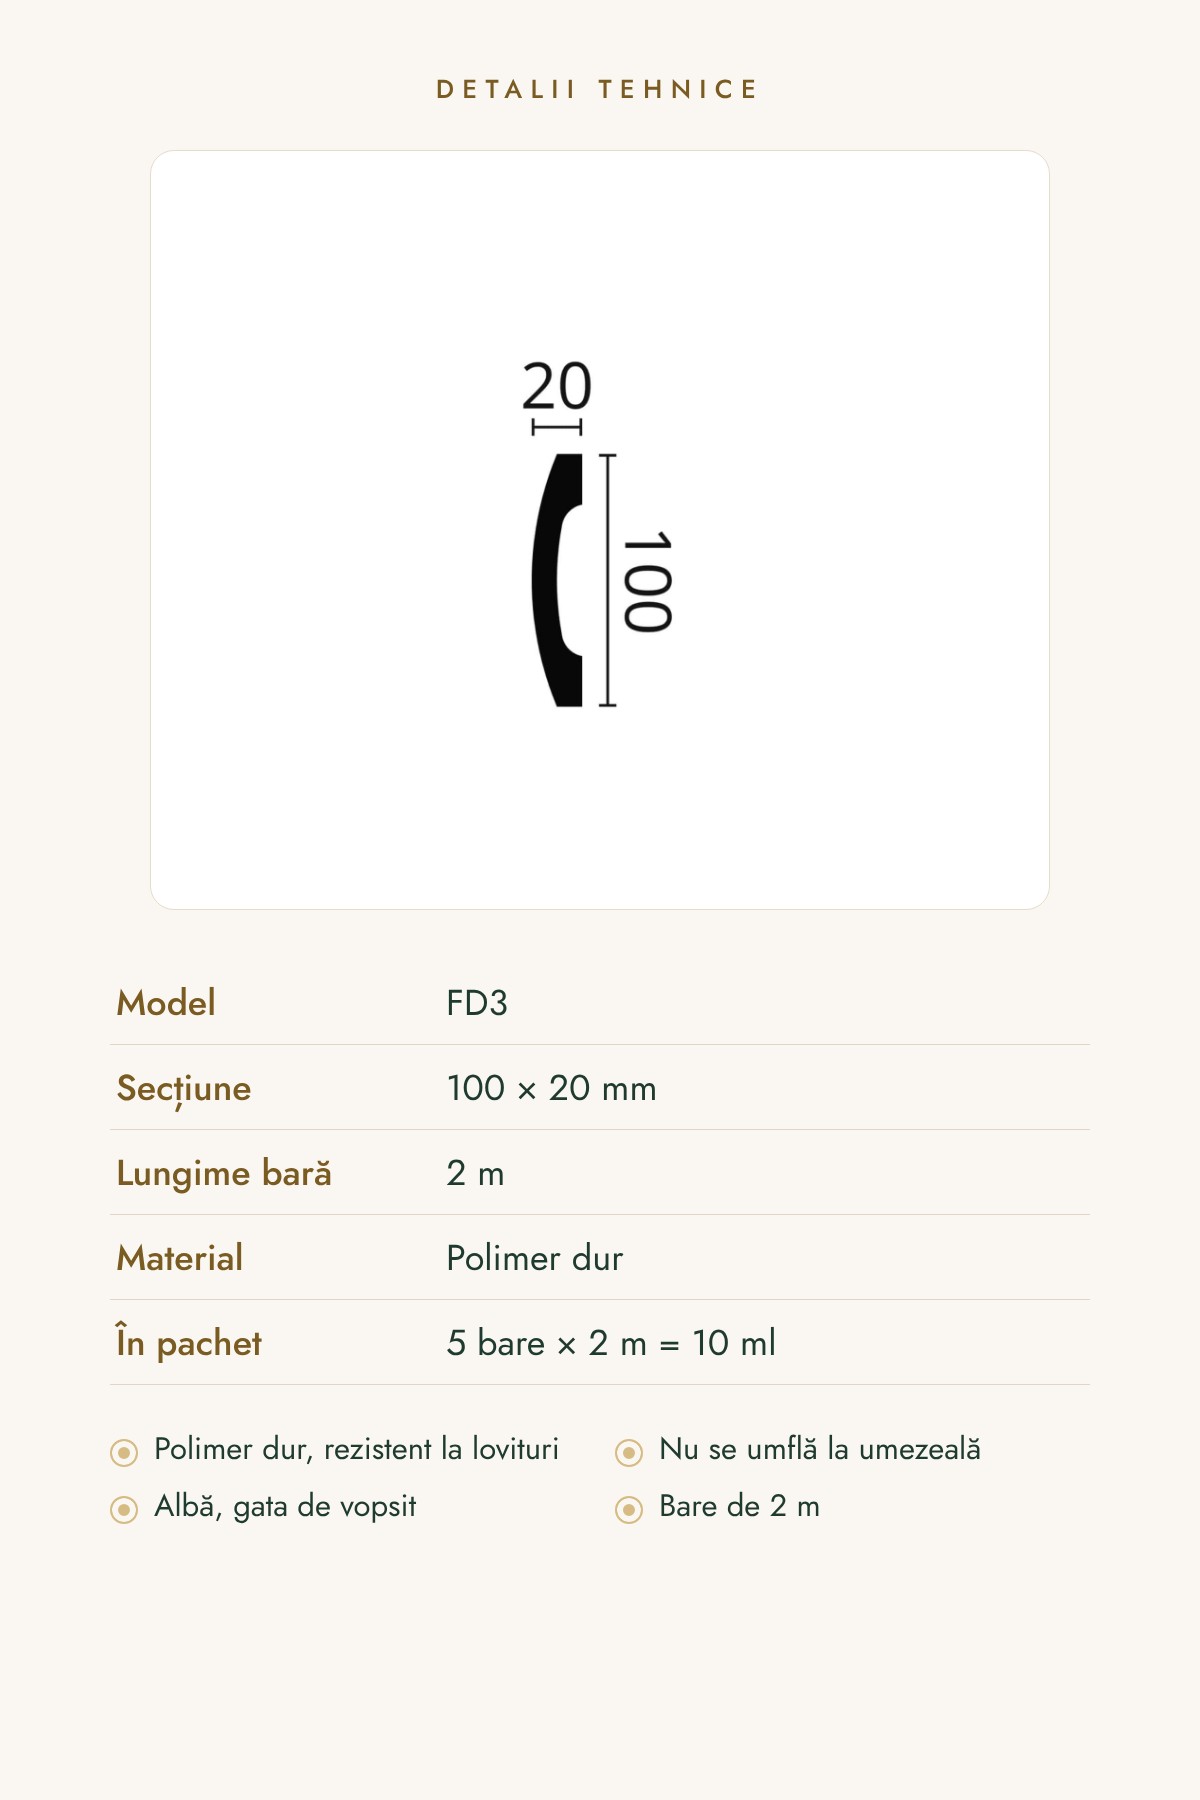 DETALII TEHNICE
20
100
Model FD3
Secțiune 100 × 20 mm
Lungime bară 2 m
Material Polimer dur
În pachet 5 bare × 2 m = 10 ml
Polimer dur, rezistent la lovituri
Nu se umflă la umezeală
Albă, gata de vopsit
Bare de 2 m